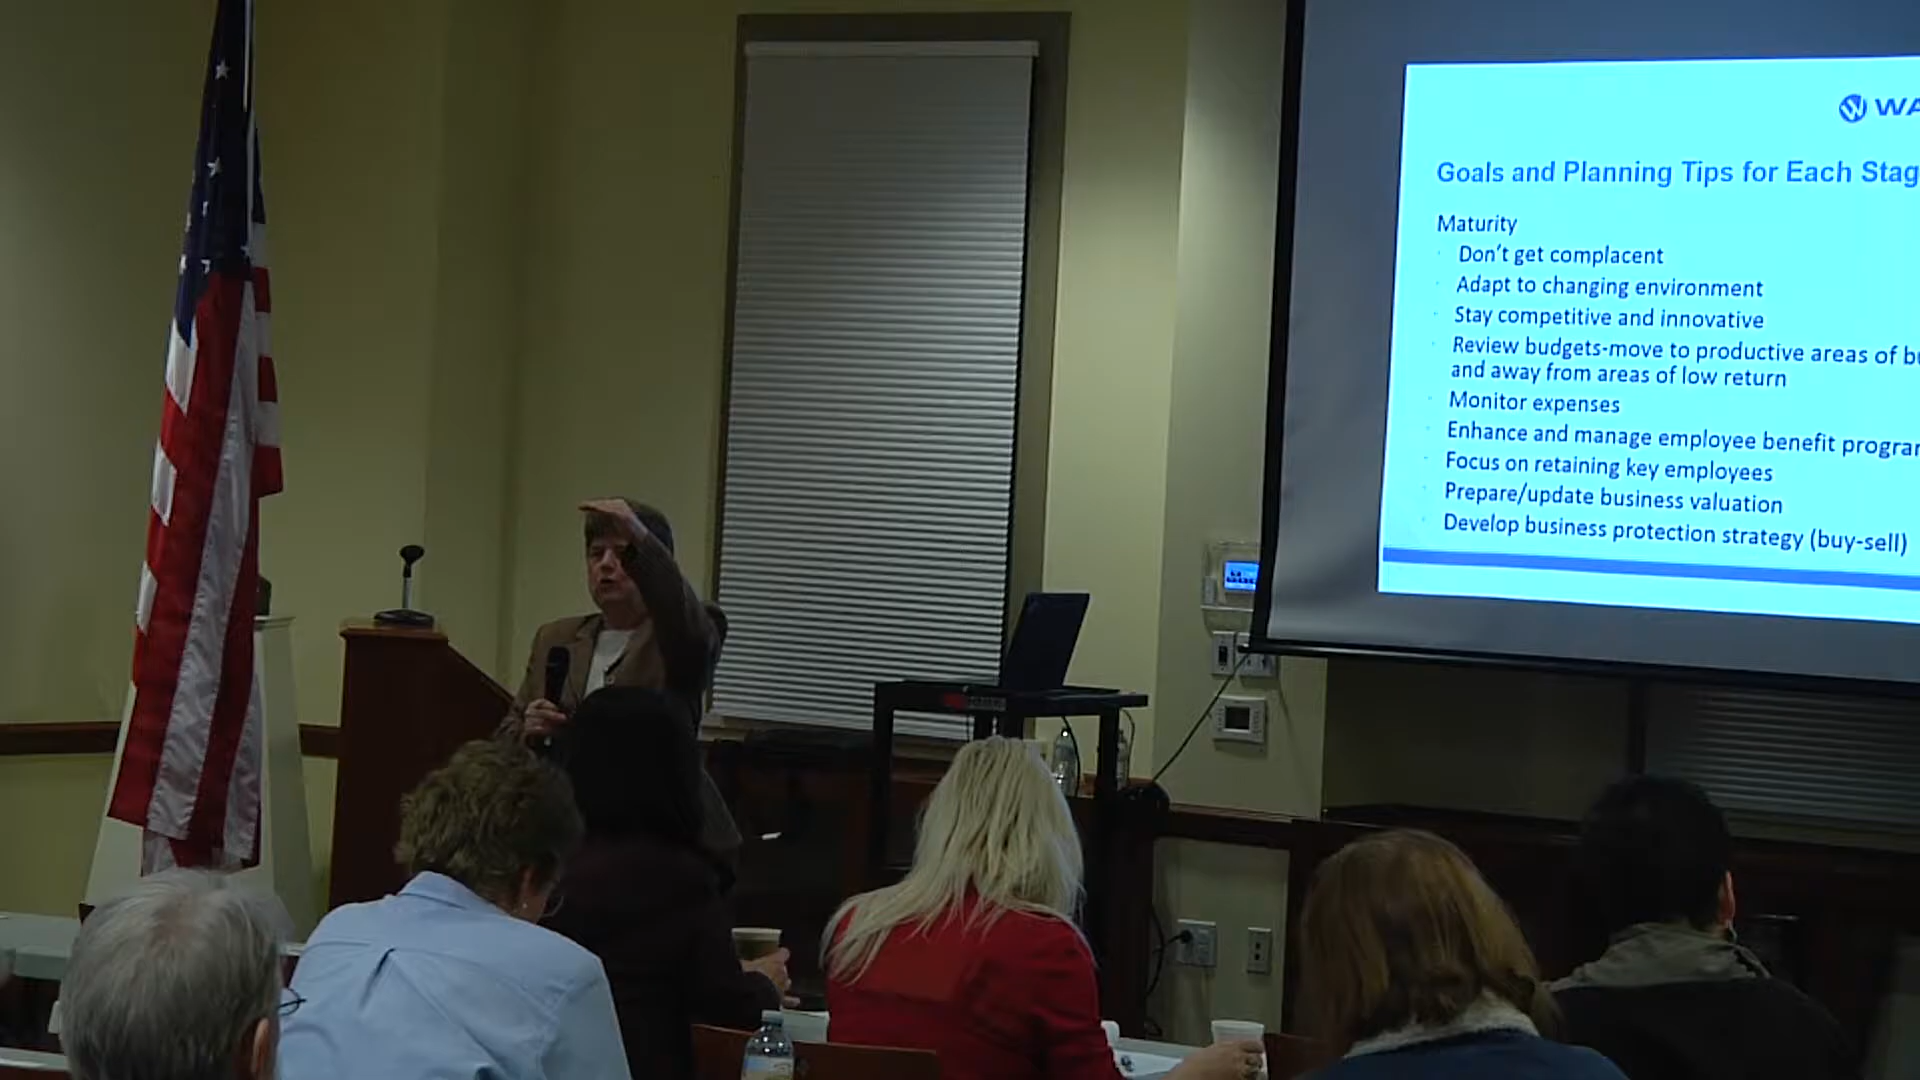 WA
Goals and Planning Tips for Each Stag
Maturity
Don't get complacent
Adapt to changing environment
Stay competitive and innovative
Review budgets-move to productive areas of bu
and away from areas of low return
Monitor expenses
Enhance and manage employee benefit program
Focus on retaining key employees
Prepare/update business valuation
Develop business protection strategy (buy-sell)